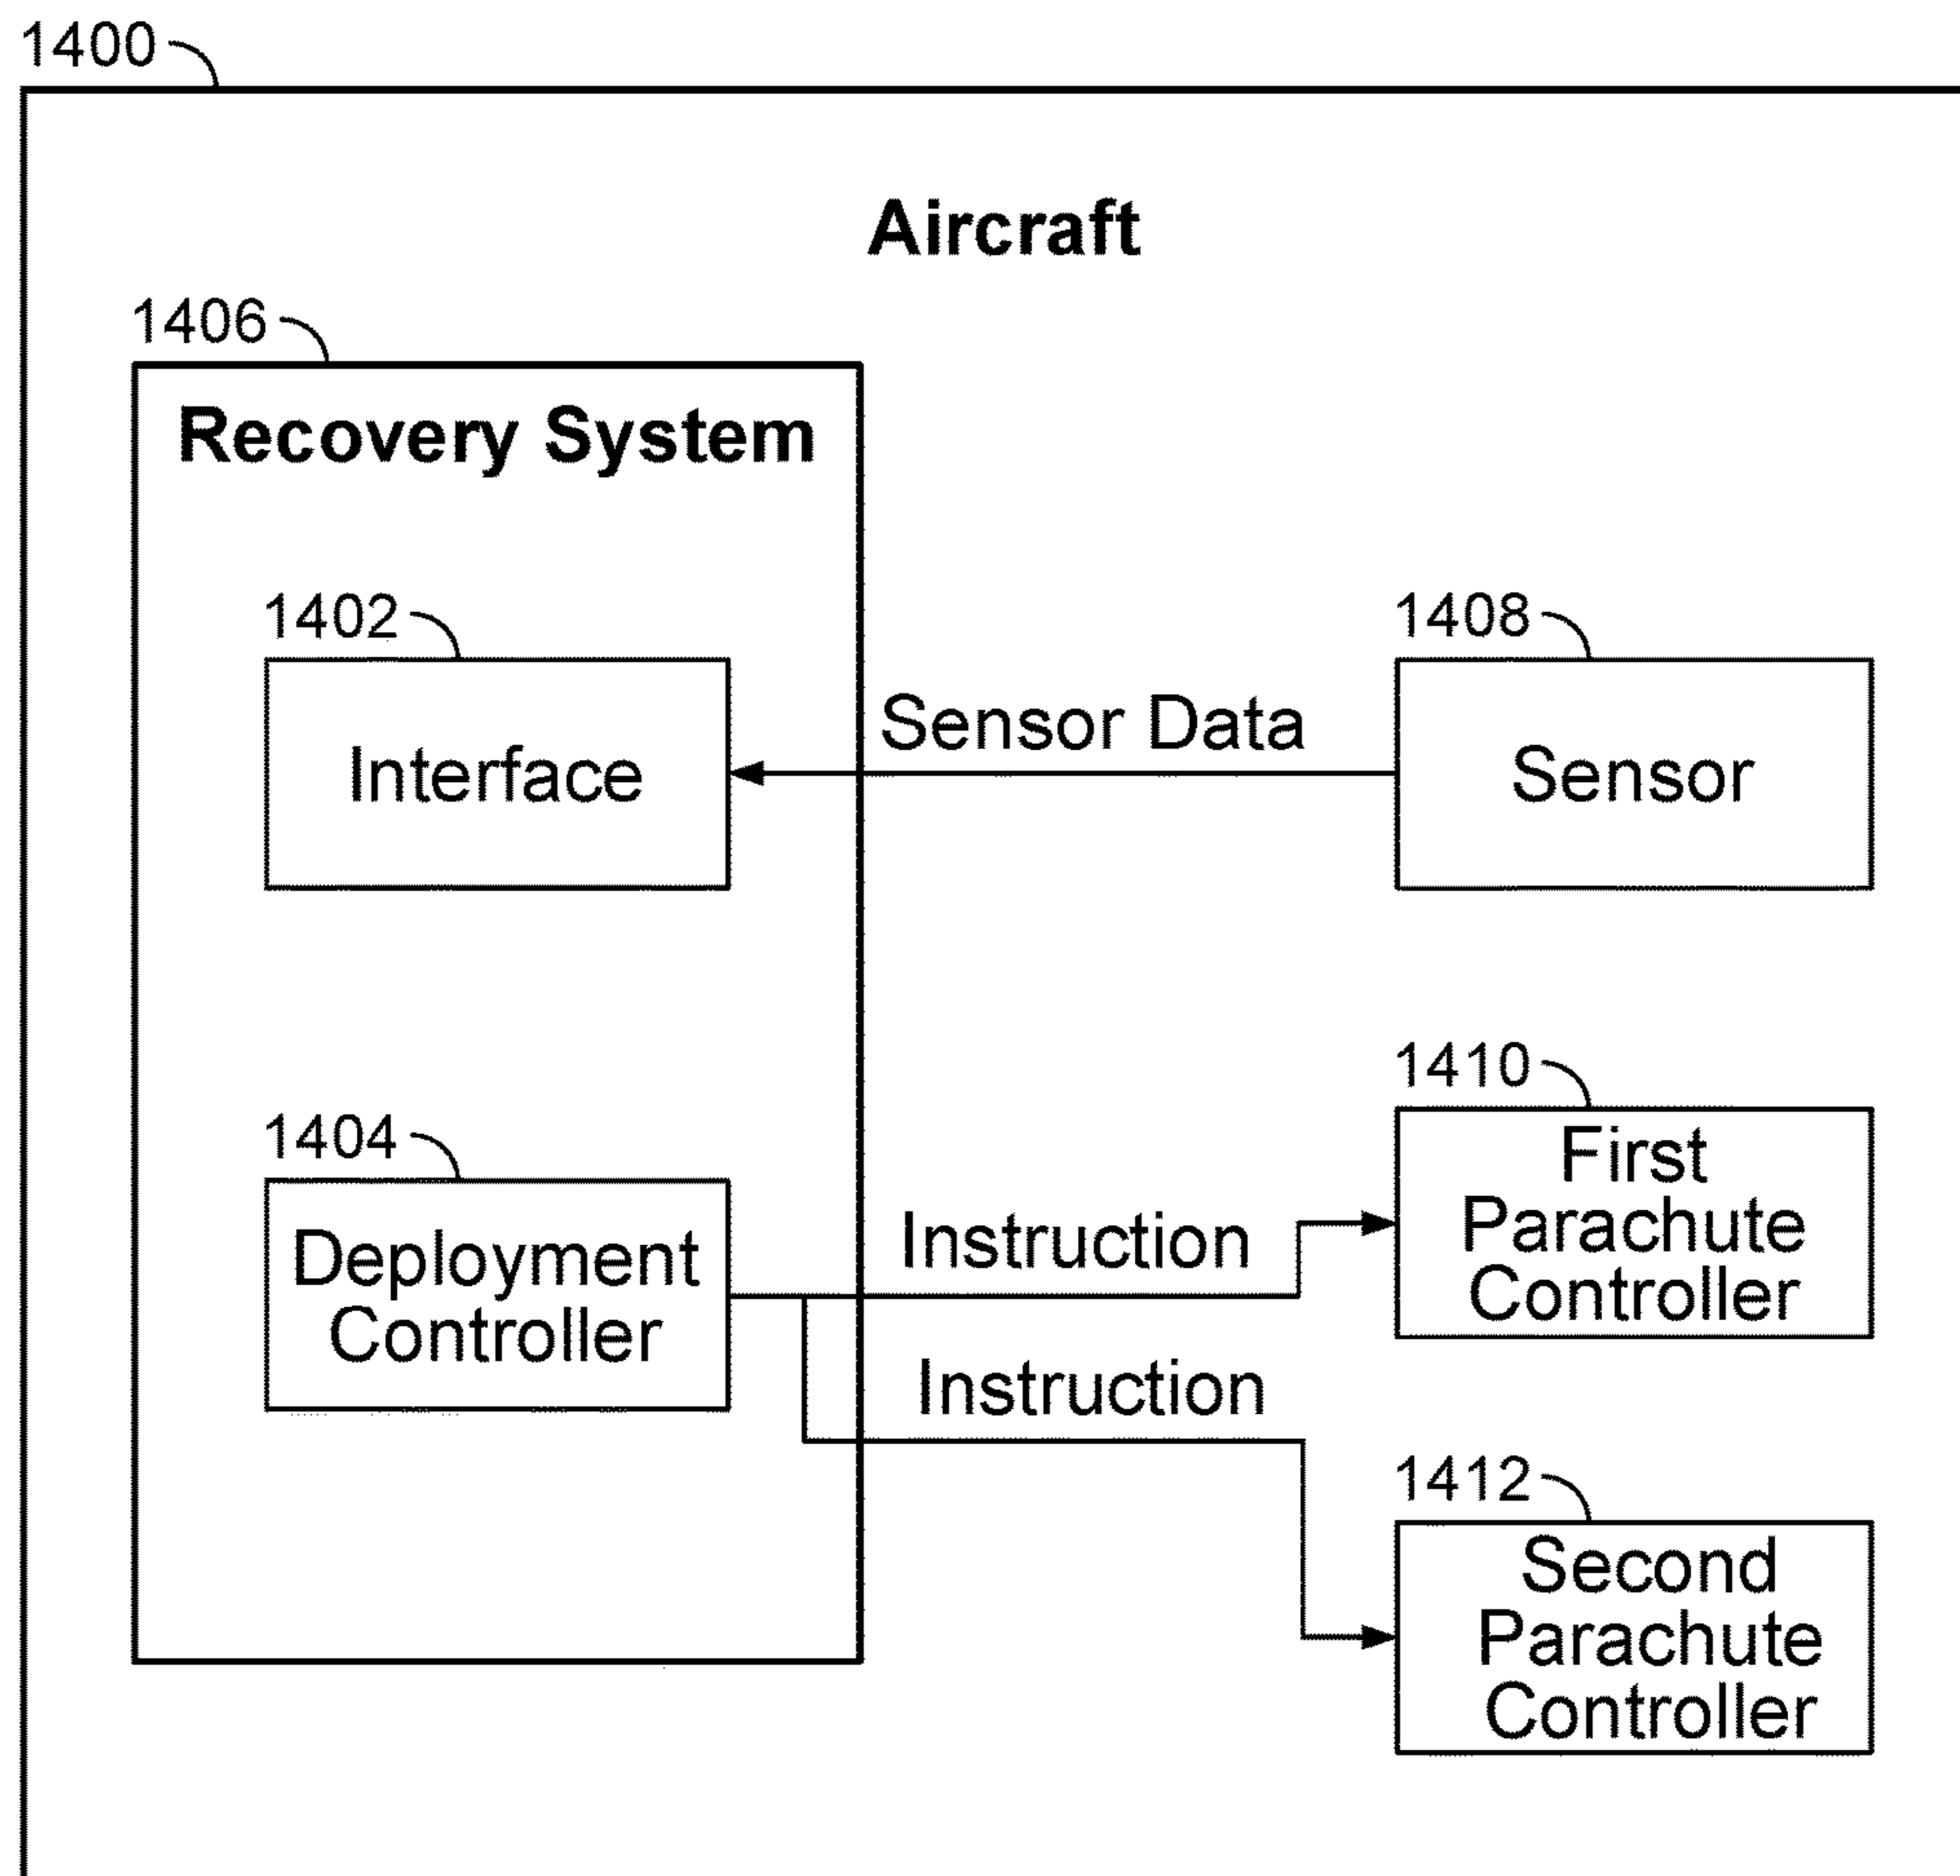 1400
Aircraft
1406
Recovery System
1402
Interface
Sensor Data
1408
Sensor
1404
Deployment
Controller
Instruction
Instruction
1410
First
Parachute
Controller
1412
Second
Parachute
Controller